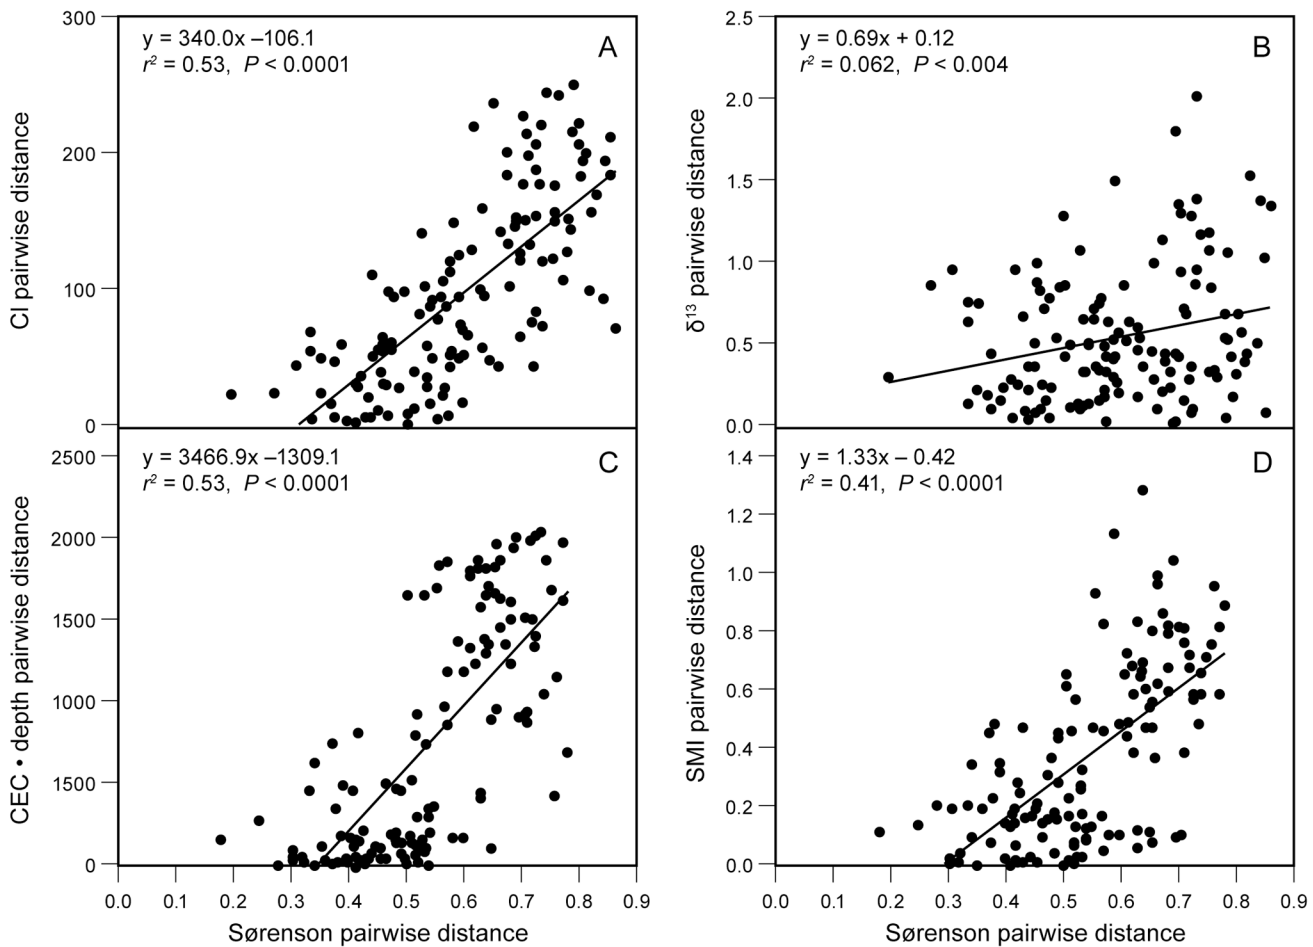 300
200
100
0
CI pairwise distance
y = 340.0x –106.1
r² = 0.53, P < 0.0001
A
2.5
2.0
1.5
1.0
0.5
0.0
δ¹³ pairwise distance
y = 0.69x + 0.12
r² = 0.062, P < 0.004
B
2500
2000
1500
1000
1500
0
CEC • depth pairwise distance
y = 3466.9x –1309.1
r² = 0.53, P < 0.0001
C
0.0 0.1 0.2 0.3 0.4 0.5 0.6 0.7 0.8 0.9
Sørenson pairwise distance
1.4
1.2
1.0
0.8
0.6
0.4
0.2
0.0
SMI pairwise distance
y = 1.33x – 0.42
r² = 0.41, P < 0.0001
D
0.0 0.1 0.2 0.3 0.4 0.5 0.6 0.7 0.8 0.9
Sørenson pairwise distance